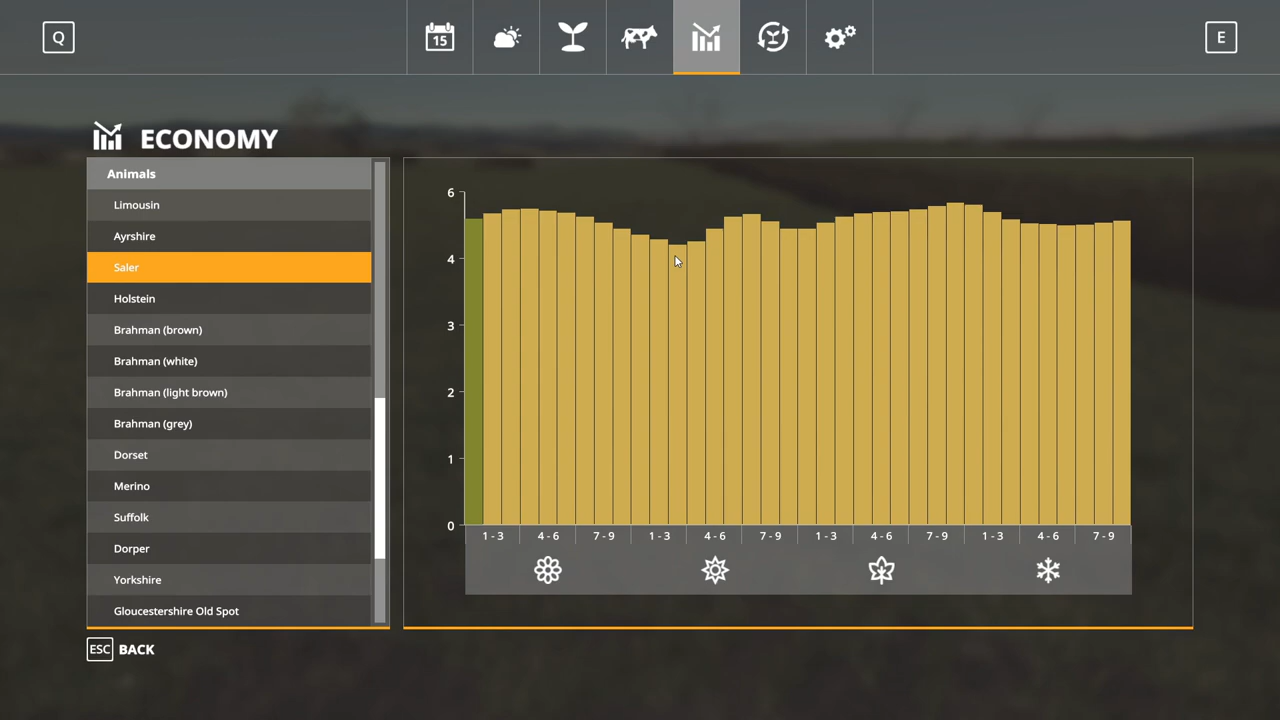 Q
15
E
ECONOMY
Animals
Limousin
Ayrshire
Saler
Holstein
Brahman (brown)
Brahman (white)
Brahman (light brown)
Brahman (grey)
Dorset
Merino
Suffolk
Dorper
Yorkshire
Gloucestershire Old Spot
6
4
3
2
1
0
1 - 3 4 - 6 7 - 9 1 - 3 4 - 6 7 - 9 1 - 3 4 - 6 7 - 9 1 - 3 4 - 6 7 - 9
ESC BACK